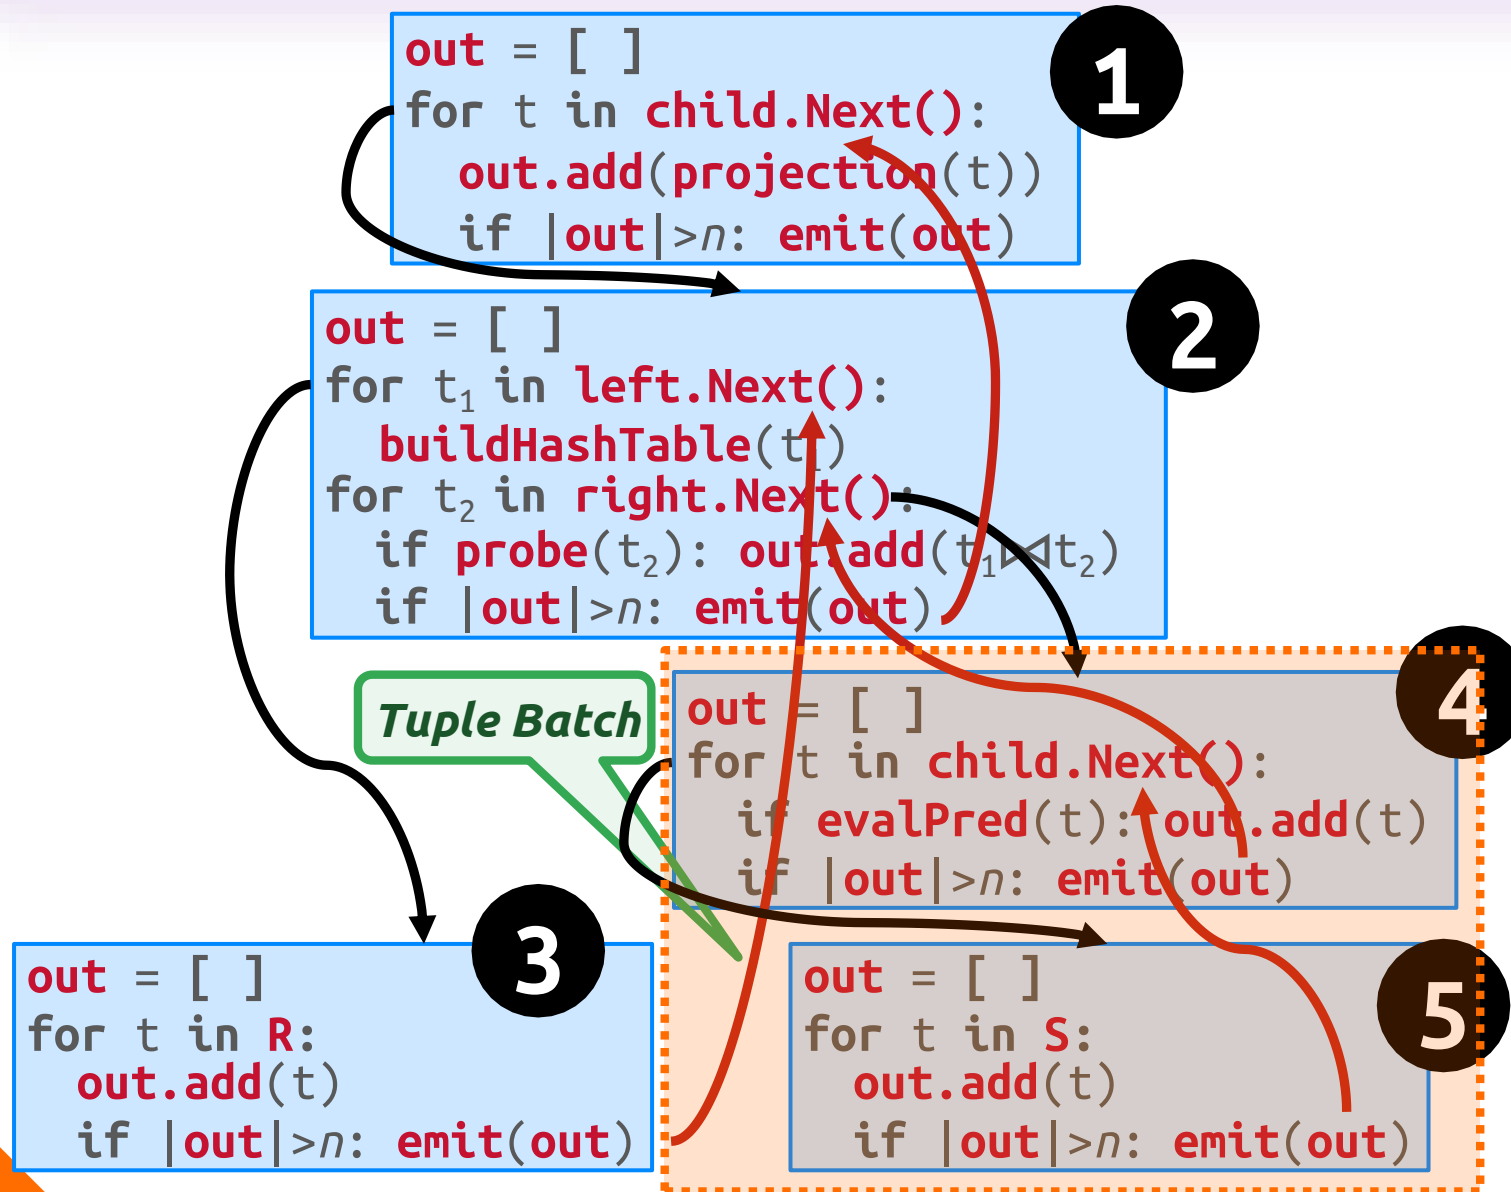 out = [ ]
for t in child.Next():
out.add(projection(t))
if |out|>n: emit(out)
1
out = [ ]
for t₁ in left.Next():
buildHashTable(t₁)
for t₂ in right.Next():
if probe(t₂): out.add(t₁⋈t₂)
if |out|>n: emit(out)
2
Tuple Batch
out = [ ]
for t in child.Next():
if evalPred(t): out.add(t)
if |out|>n: emit(out)
4
out = [ ]
for t in R:
out.add(t)
if |out|>n: emit(out)
3
out = [ ]
for t in S:
out.add(t)
if |out|>n: emit(out)
5